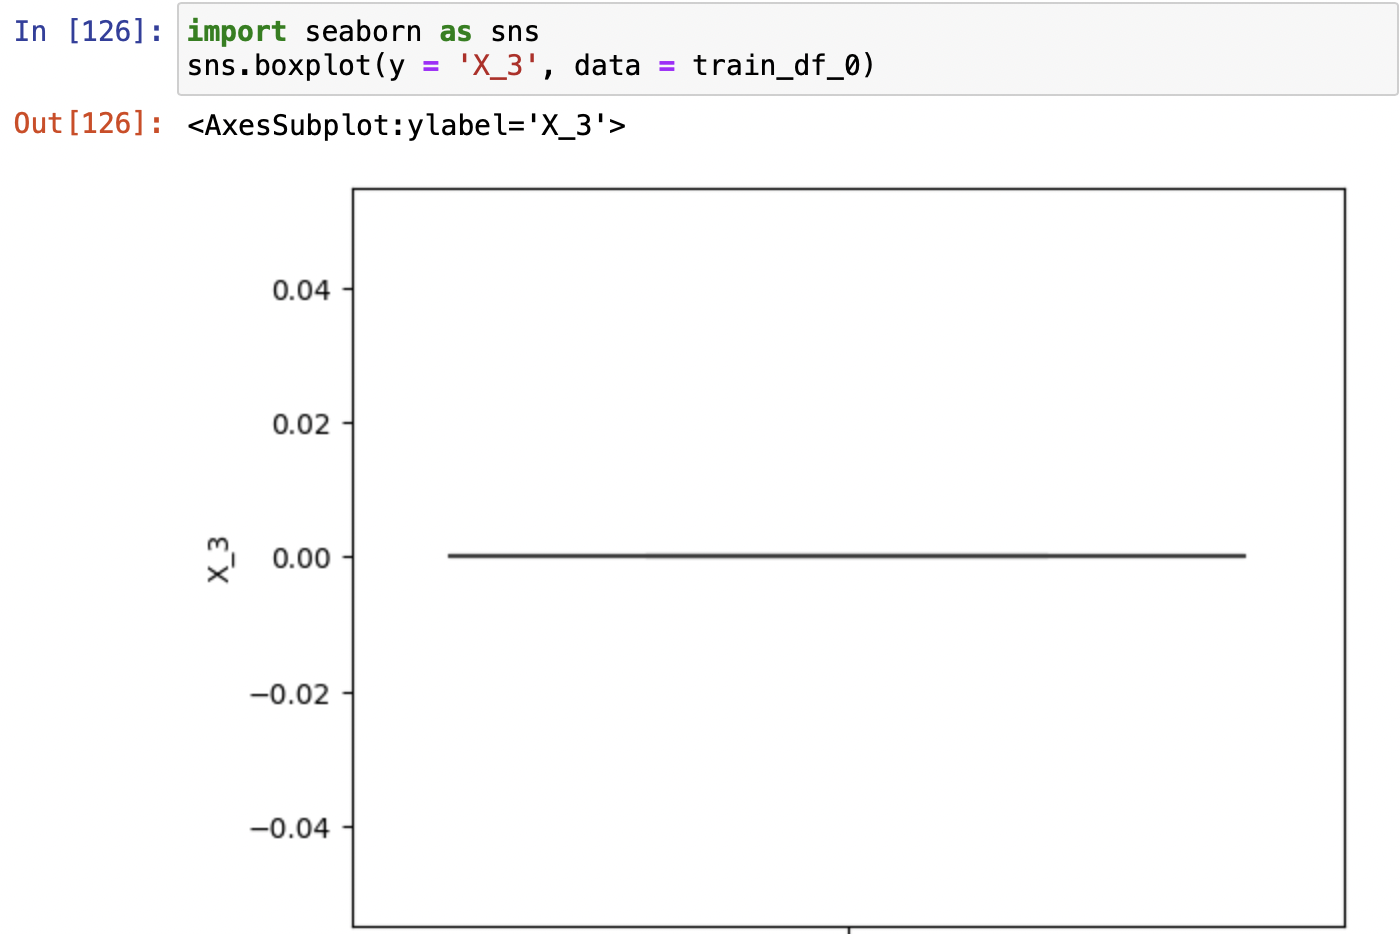 In [126]: import seaborn as sns
sns.boxplot(y = 'X_3', data = train_df_0)
Out[126]: <AxesSubplot:ylabel='X_3'>
0.04
0.02
X_3
0.00
−0.02
−0.04